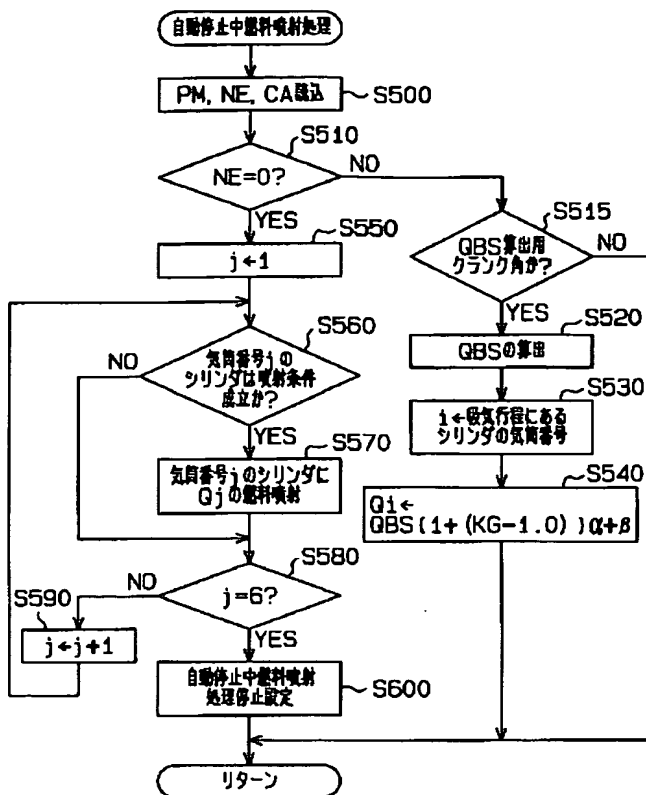 自動停止中燃料噴射処理
PM, NE, CA読込
S500
S510
NE=0?
NO
YES
S550
j←1
S515
QBS算出用
クランク角か?
NO
YES
S520
QBSの算出
S530
i←吸気行程にある
シリンダの気筒番号
S540
Qi←
QBS{1+(KG-1.0)}α+β
S560
気筒番号jの
シリンダは噴射条件
成立か?
NO
YES
S570
気筒番号jのシリンダに
Qjの燃料噴射
S580
j=6?
NO
S590
j←j+1
YES
自動停止中燃料噴射
処理停止設定
S600
リターン